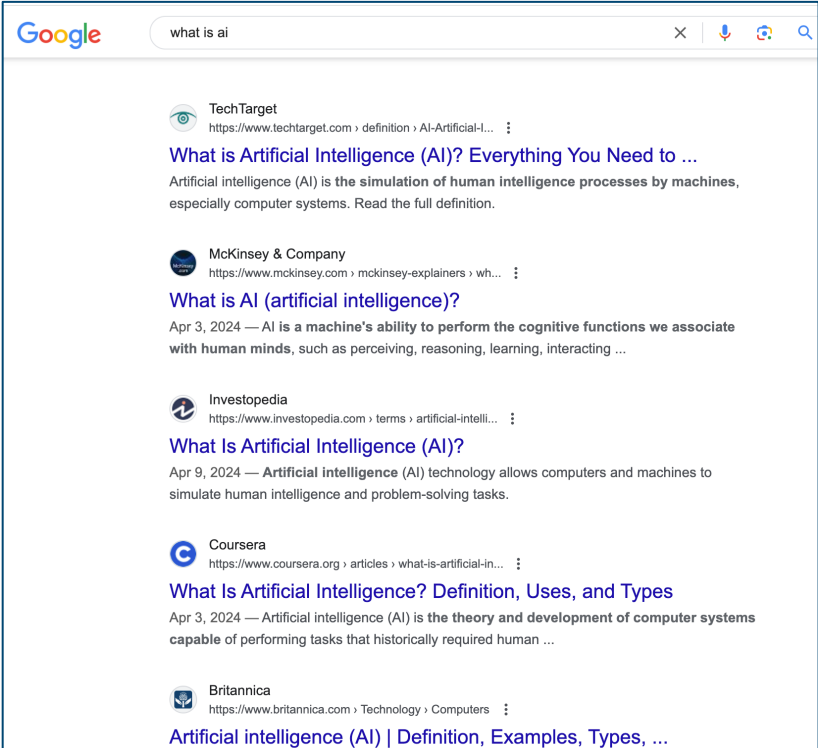 Google
what is ai
TechTarget
https://www.techtarget.com › definition › AI-Artificial-I...
What is Artificial Intelligence (AI)? Everything You Need to ...
Artificial intelligence (AI) is the simulation of human intelligence processes by machines,
especially computer systems. Read the full definition.
McKinsey & Company
https://www.mckinsey.com › mckinsey-explainers › wh...
What is AI (artificial intelligence)?
Apr 3, 2024 — AI is a machine's ability to perform the cognitive functions we associate
with human minds, such as perceiving, reasoning, learning, interacting ...
Investopedia
https://www.investopedia.com › terms › artificial-intelli...
What Is Artificial Intelligence (AI)?
Apr 9, 2024 — Artificial intelligence (AI) technology allows computers and machines to
simulate human intelligence and problem-solving tasks.
Coursera
https://www.coursera.org › articles › what-is-artificial-in...
What Is Artificial Intelligence? Definition, Uses, and Types
Apr 3, 2024 — Artificial intelligence (AI) is the theory and development of computer systems
capable of performing tasks that historically required human ...
Britannica
https://www.britannica.com › Technology › Computers
Artificial intelligence (AI) | Definition, Examples, Types, ...